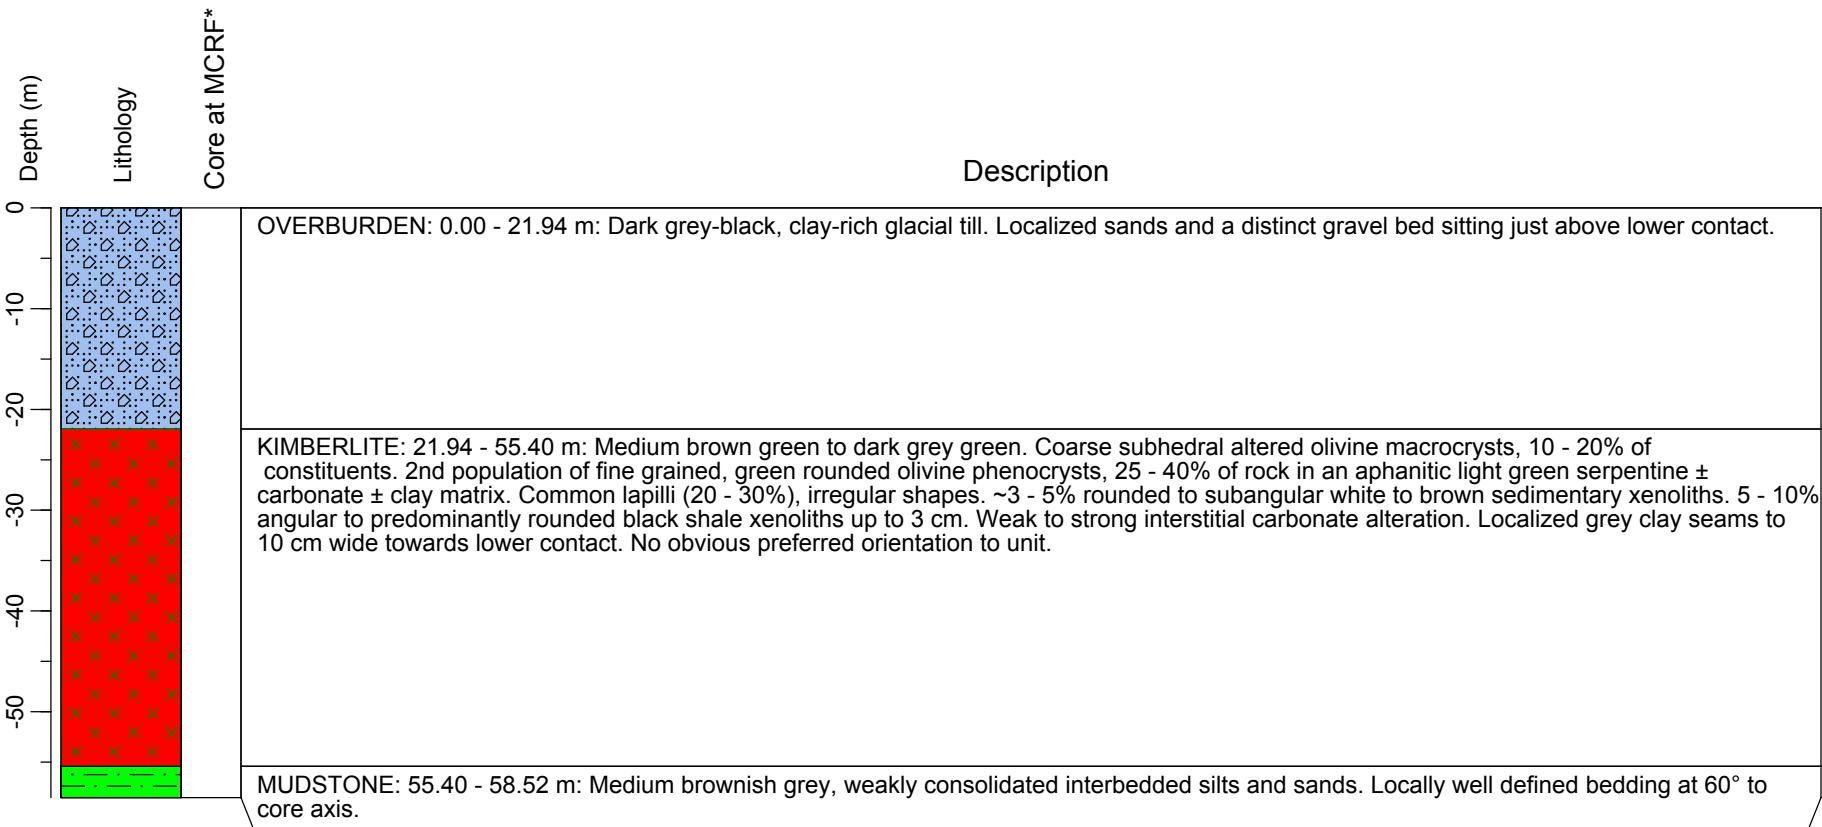 Depth (m)
Lithology
Core at MCRF*
Description
0
OVERBURDEN: 0.00 - 21.94 m: Dark grey-black, clay-rich glacial till. Localized sands and a distinct gravel bed sitting just above lower contact.
-10
-20
KIMBERLITE: 21.94 - 55.40 m: Medium brown green to dark grey green. Coarse subhedral altered olivine macrocrysts, 10 - 20% of
constituents. 2nd population of fine grained, green rounded olivine phenocrysts, 25 - 40% of rock in an aphanitic light green serpentine ±
carbonate ± clay matrix. Common lapilli (20 - 30%), irregular shapes. ~3 - 5% rounded to subangular white to brown sedimentary xenoliths. 5 - 10%
angular to predominantly rounded black shale xenoliths up to 3 cm. Weak to strong interstitial carbonate alteration. Localized grey clay seams to
10 cm wide towards lower contact. No obvious preferred orientation to unit.
-30
-40
-50
MUDSTONE: 55.40 - 58.52 m: Medium brownish grey, weakly consolidated interbedded silts and sands. Locally well defined bedding at 60° to
core axis.